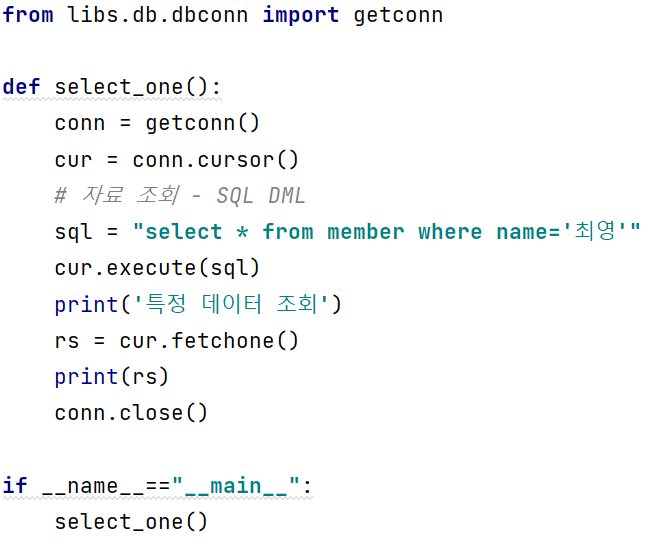 from libs.db.dbconn import getconn

def select_one():
    conn = getconn()
    cur = conn.cursor()
    # 자료 조회 - SQL DML
    sql = "select * from member where name='최영'"
    cur.execute(sql)
    print('특정 데이터 조회')
    rs = cur.fetchone()
    print(rs)
    conn.close()

if __name__=="__main__":
    select_one()